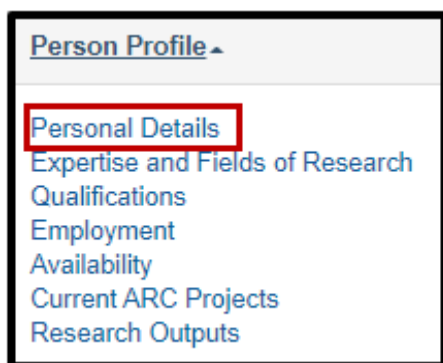 Person Profile
Personal Details
Expertise and Fields of Research
Qualifications
Employment
Availability
Current ARC Projects
Research Outputs